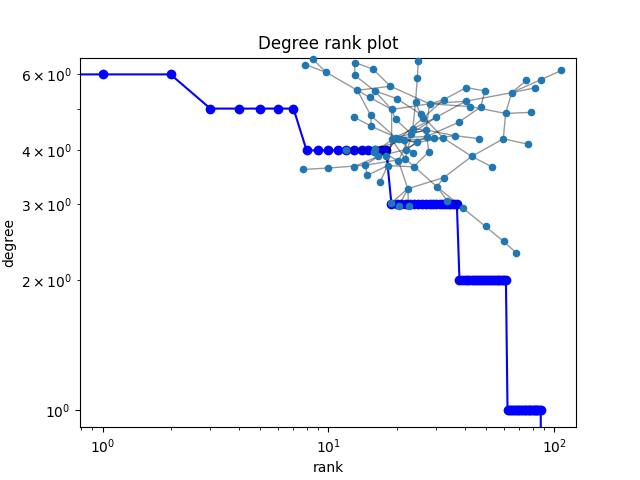 Degree rank plot
6 × 10⁰
4 × 10⁰
3 × 10⁰
2 × 10⁰
10⁰
degree
10⁰ 10¹ 10²
rank